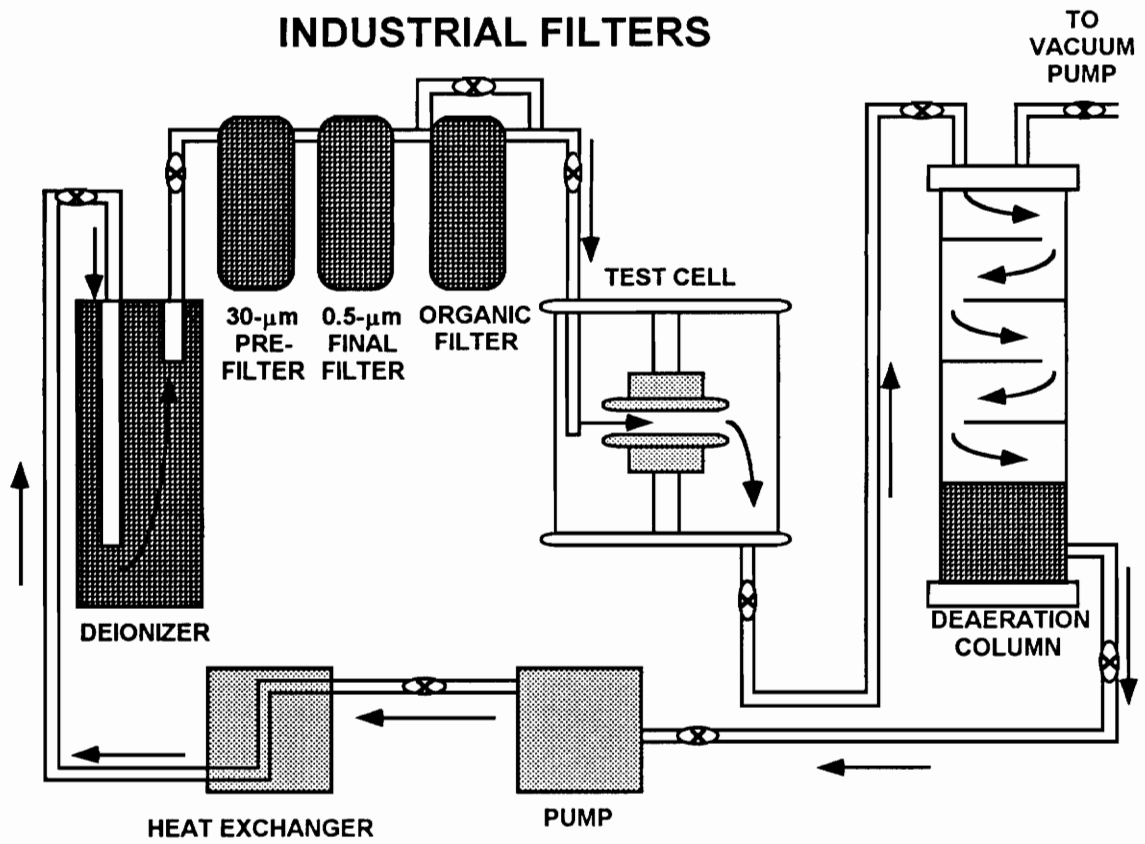 INDUSTRIAL FILTERS
TO
VACUUM
PUMP
30-μm
PRE-
FILTER
0.5-μm
FINAL
FILTER
ORGANIC
FILTER
TEST CELL
DEIONIZER
DEAERATION
COLUMN
HEAT EXCHANGER
PUMP